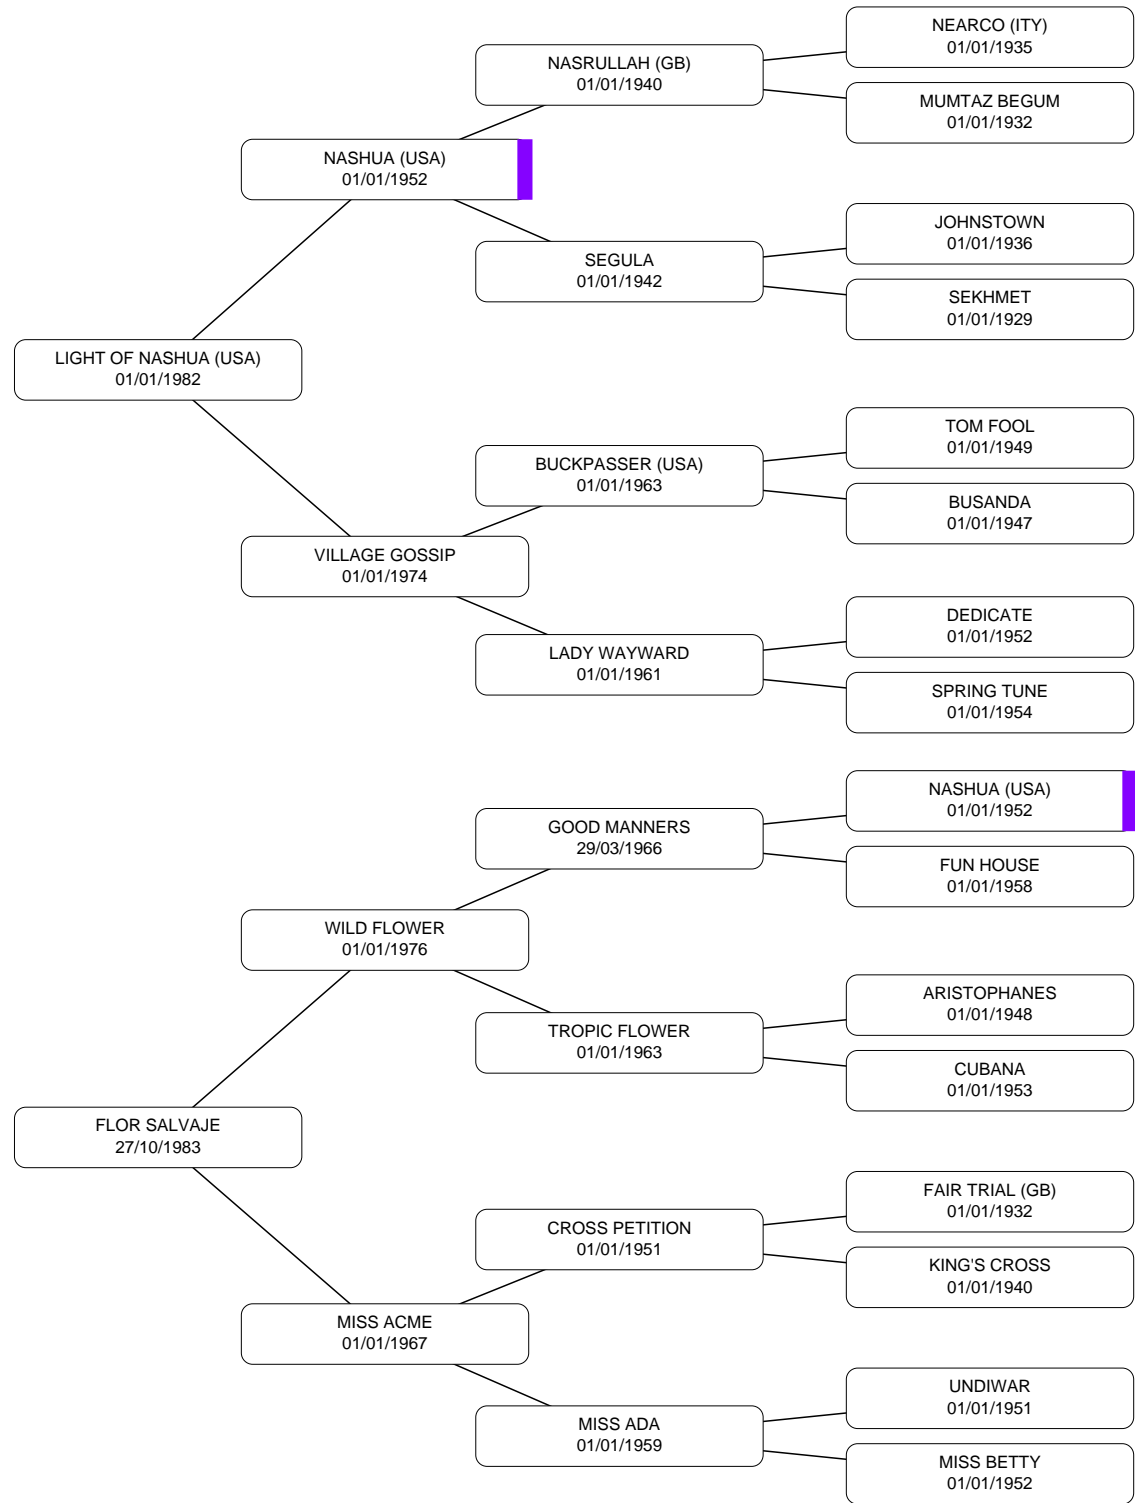 NEARCO (ITY)
01/01/1935
NASRULLAH (GB)
01/01/1940
MUMTAZ BEGUM
01/01/1932
NASHUA (USA)
01/01/1952
JOHNSTOWN
01/01/1936
SEGULA
01/01/1942
SEKHMET
01/01/1929
LIGHT OF NASHUA (USA)
01/01/1982
TOM FOOL
01/01/1949
BUCKPASSER (USA)
01/01/1963
BUSANDA
01/01/1947
VILLAGE GOSSIP
01/01/1974
DEDICATE
01/01/1952
LADY WAYWARD
01/01/1961
SPRING TUNE
01/01/1954
NASHUA (USA)
01/01/1952
GOOD MANNERS
29/03/1966
FUN HOUSE
01/01/1958
WILD FLOWER
01/01/1976
ARISTOPHANES
01/01/1948
TROPIC FLOWER
01/01/1963
CUBANA
01/01/1953
FLOR SALVAJE
27/10/1983
FAIR TRIAL (GB)
01/01/1932
CROSS PETITION
01/01/1951
KING'S CROSS
01/01/1940
MISS ACME
01/01/1967
UNDIWAR
01/01/1951
MISS ADA
01/01/1959
MISS BETTY
01/01/1952